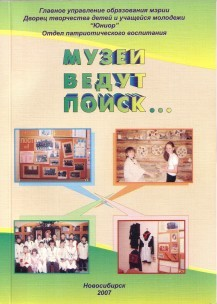 Главное управление образования мэрии
Дворец творчества детей и учащейся молодежи
"Юниор"
Отдел патриотического воспитания
МУЗЕИ
ВЕДУТ
ПОИСК...
Новосибирск
2007